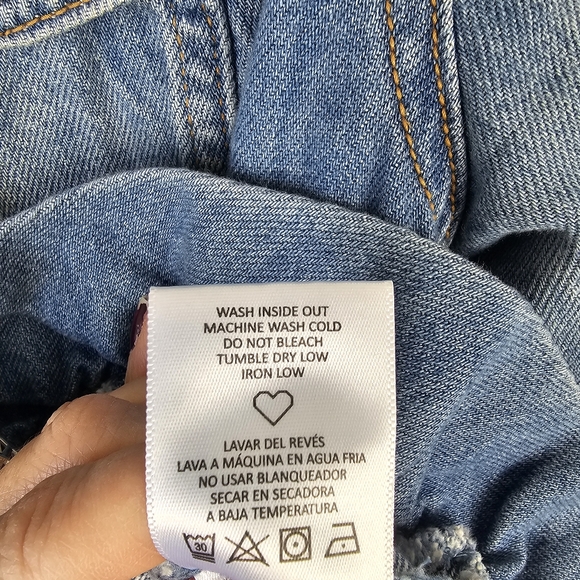 WASH INSIDE OUT
MACHINE WASH COLD
DO NOT BLEACH
TUMBLE DRY LOW
IRON LOW
LAVAR DEL REVÉS
LAVA A MÁQUINA EN AGUA FRIA
NO USAR BLANQUEADOR
SECAR EN SECADORA
A BAJA TEMPERATURA
30